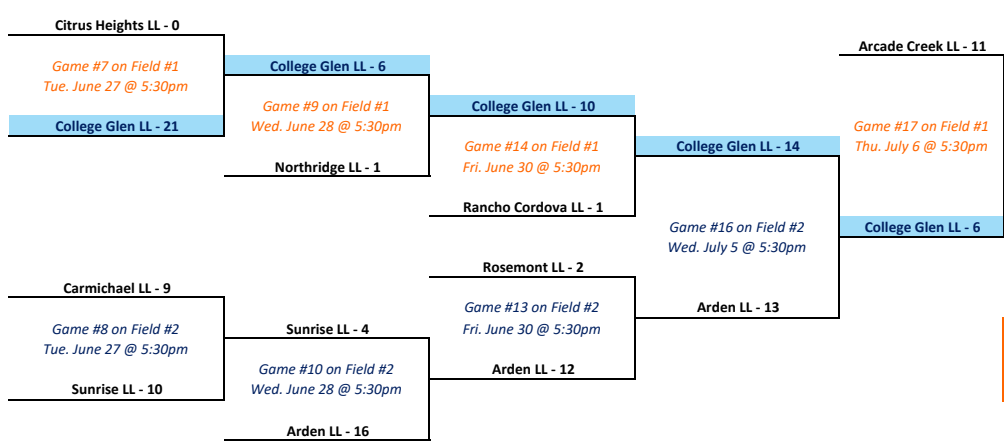 Citrus Heights LL - 0
Game #7 on Field #1
Tue. June 27 @ 5:30pm
College Glen LL - 21
College Glen LL - 6
Game #9 on Field #1
Wed. June 28 @ 5:30pm
Northridge LL - 1
College Glen LL - 10
Game #14 on Field #1
Fri. June 30 @ 5:30pm
Rancho Cordova LL - 1
College Glen LL - 14
Game #16 on Field #2
Wed. July 5 @ 5:30pm
Arden LL - 13
Arcade Creek LL - 11
Game #17 on Field #1
Thu. July 6 @ 5:30pm
College Glen LL - 6
Carmichael LL - 9
Game #8 on Field #2
Tue. June 27 @ 5:30pm
Sunrise LL - 10
Sunrise LL - 4
Game #10 on Field #2
Wed. June 28 @ 5:30pm
Arden LL - 16
Rosemont LL - 2
Game #13 on Field #2
Fri. June 30 @ 5:30pm
Arden LL - 12